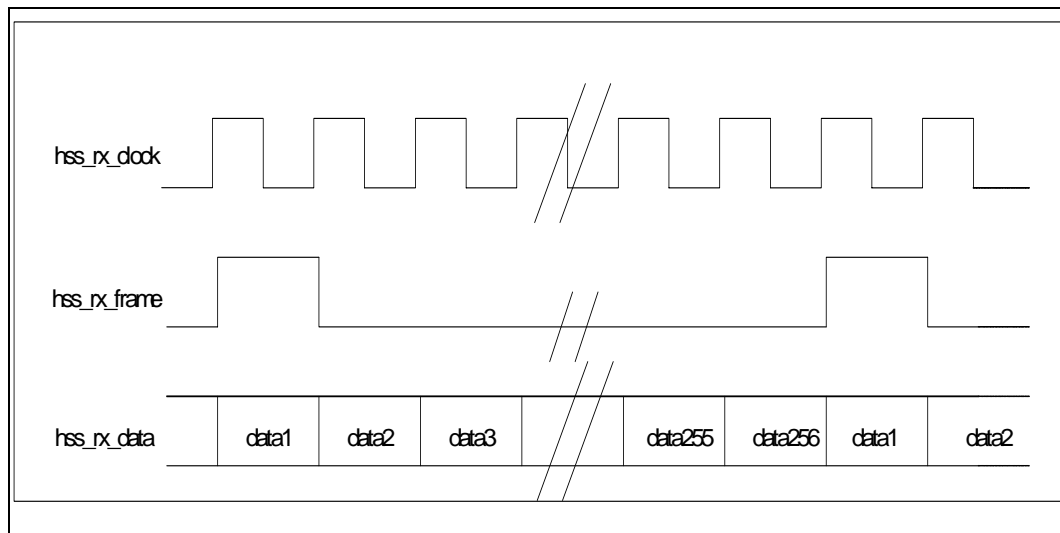 hss_rx_clock
hss_rx_frame
hss_rx_data data1 data2 data3 data255 data256 data1 data2